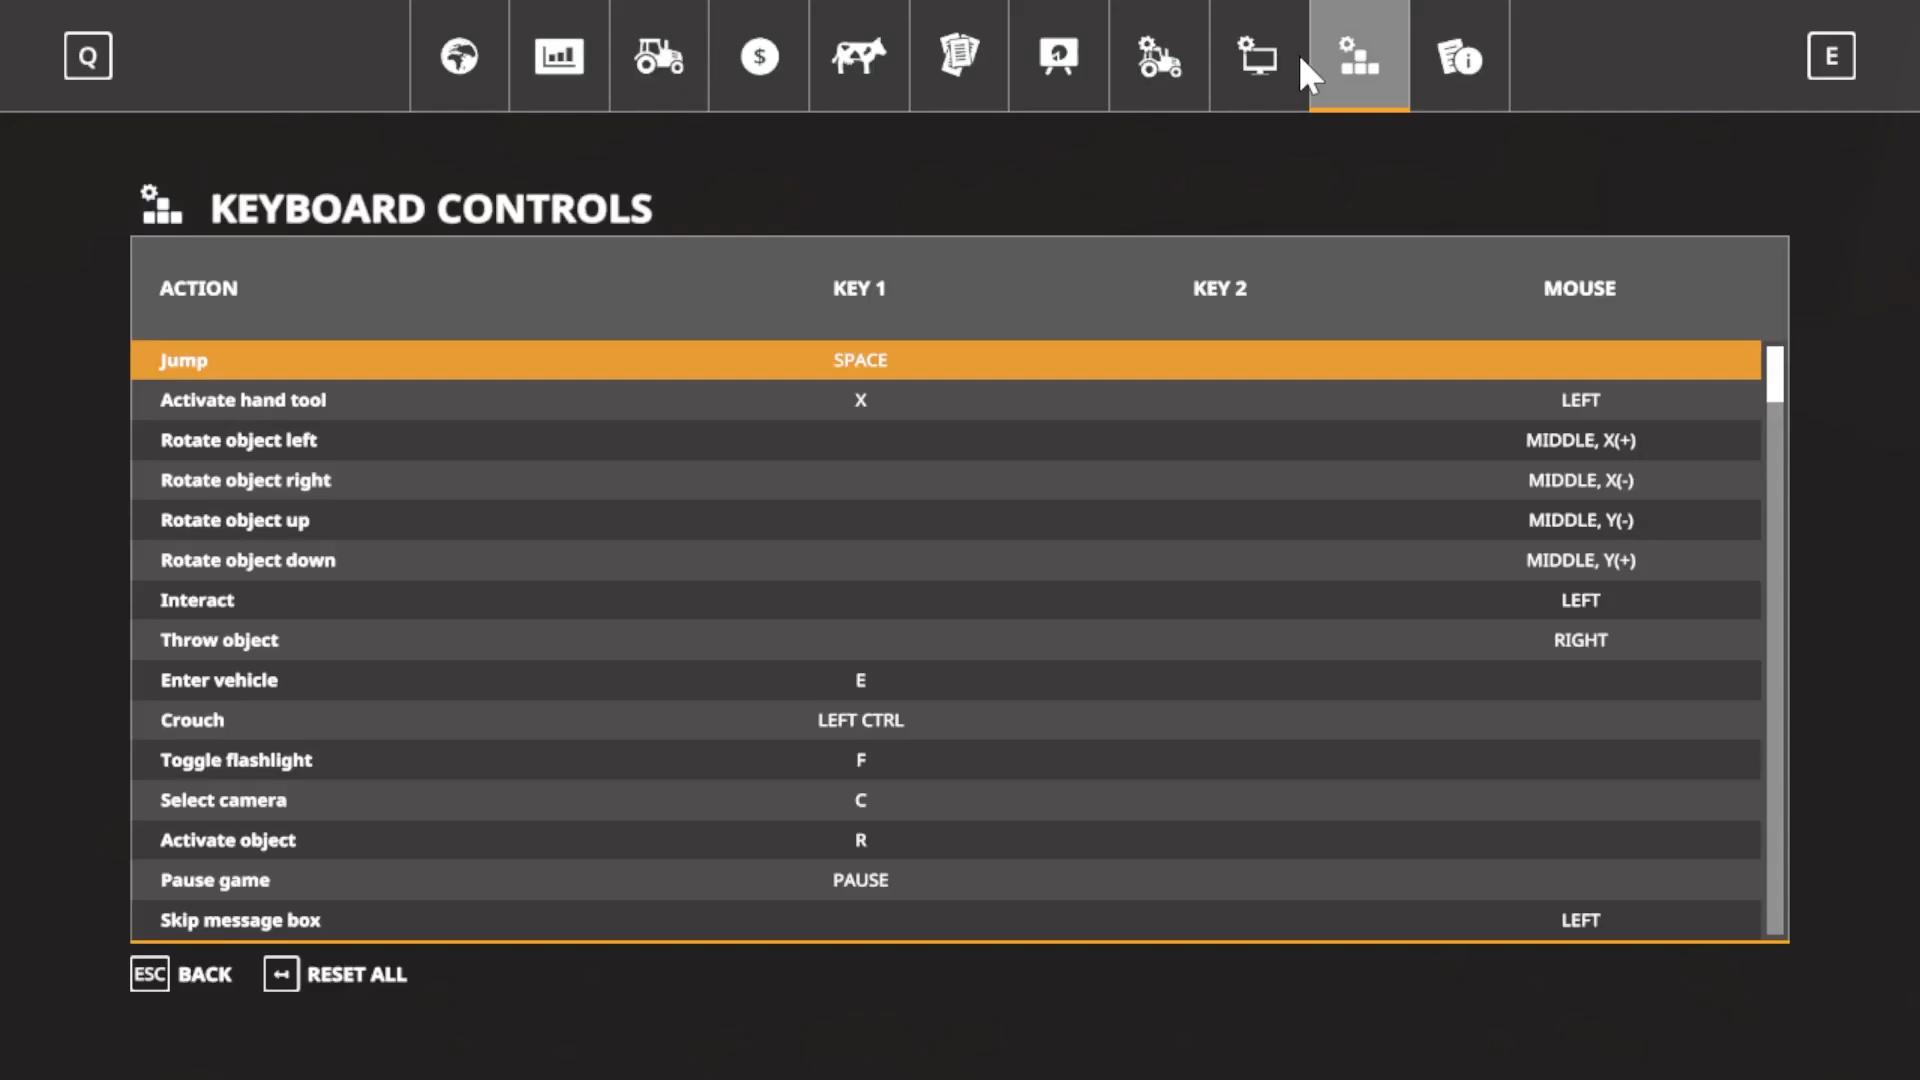 Q
$
E
KEYBOARD CONTROLS
ACTION KEY 1 KEY 2 MOUSE
Jump SPACE
Activate hand tool X LEFT
Rotate object left MIDDLE, X(+)
Rotate object right MIDDLE, X(-)
Rotate object up MIDDLE, Y(-)
Rotate object down MIDDLE, Y(+)
Interact LEFT
Throw object RIGHT
Enter vehicle E
Crouch LEFT CTRL
Toggle flashlight F
Select camera C
Activate object R
Pause game PAUSE
Skip message box LEFT
ESC BACK RESET ALL